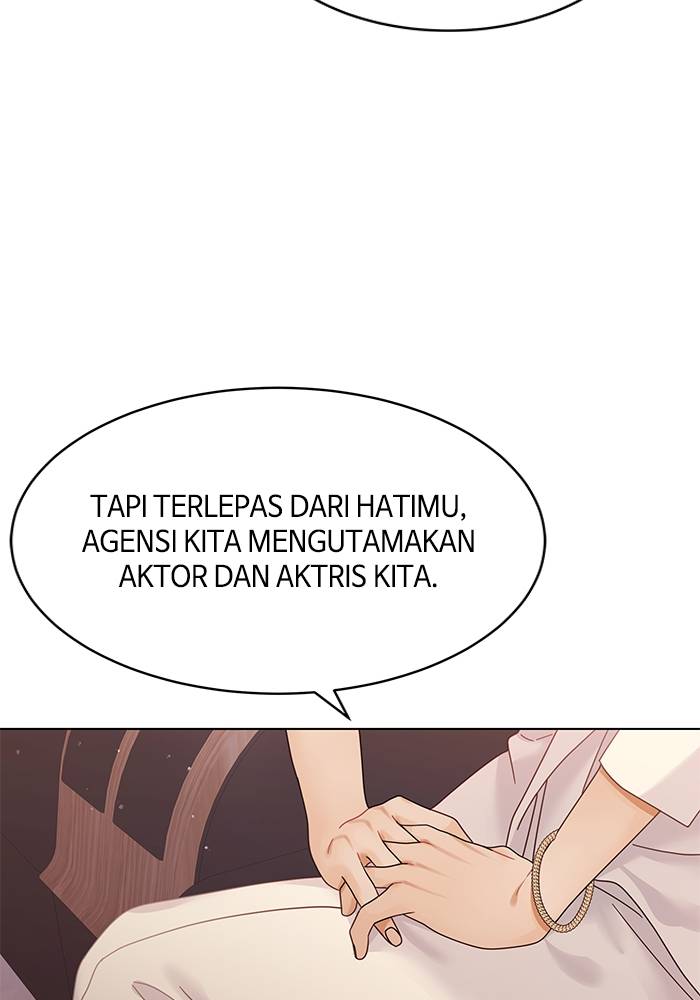 TAPI TERLEPAS DARI HATIMU,
AGENSI KITA MENGUTAMAKAN
AKTOR DAN AKTRIS KITA.